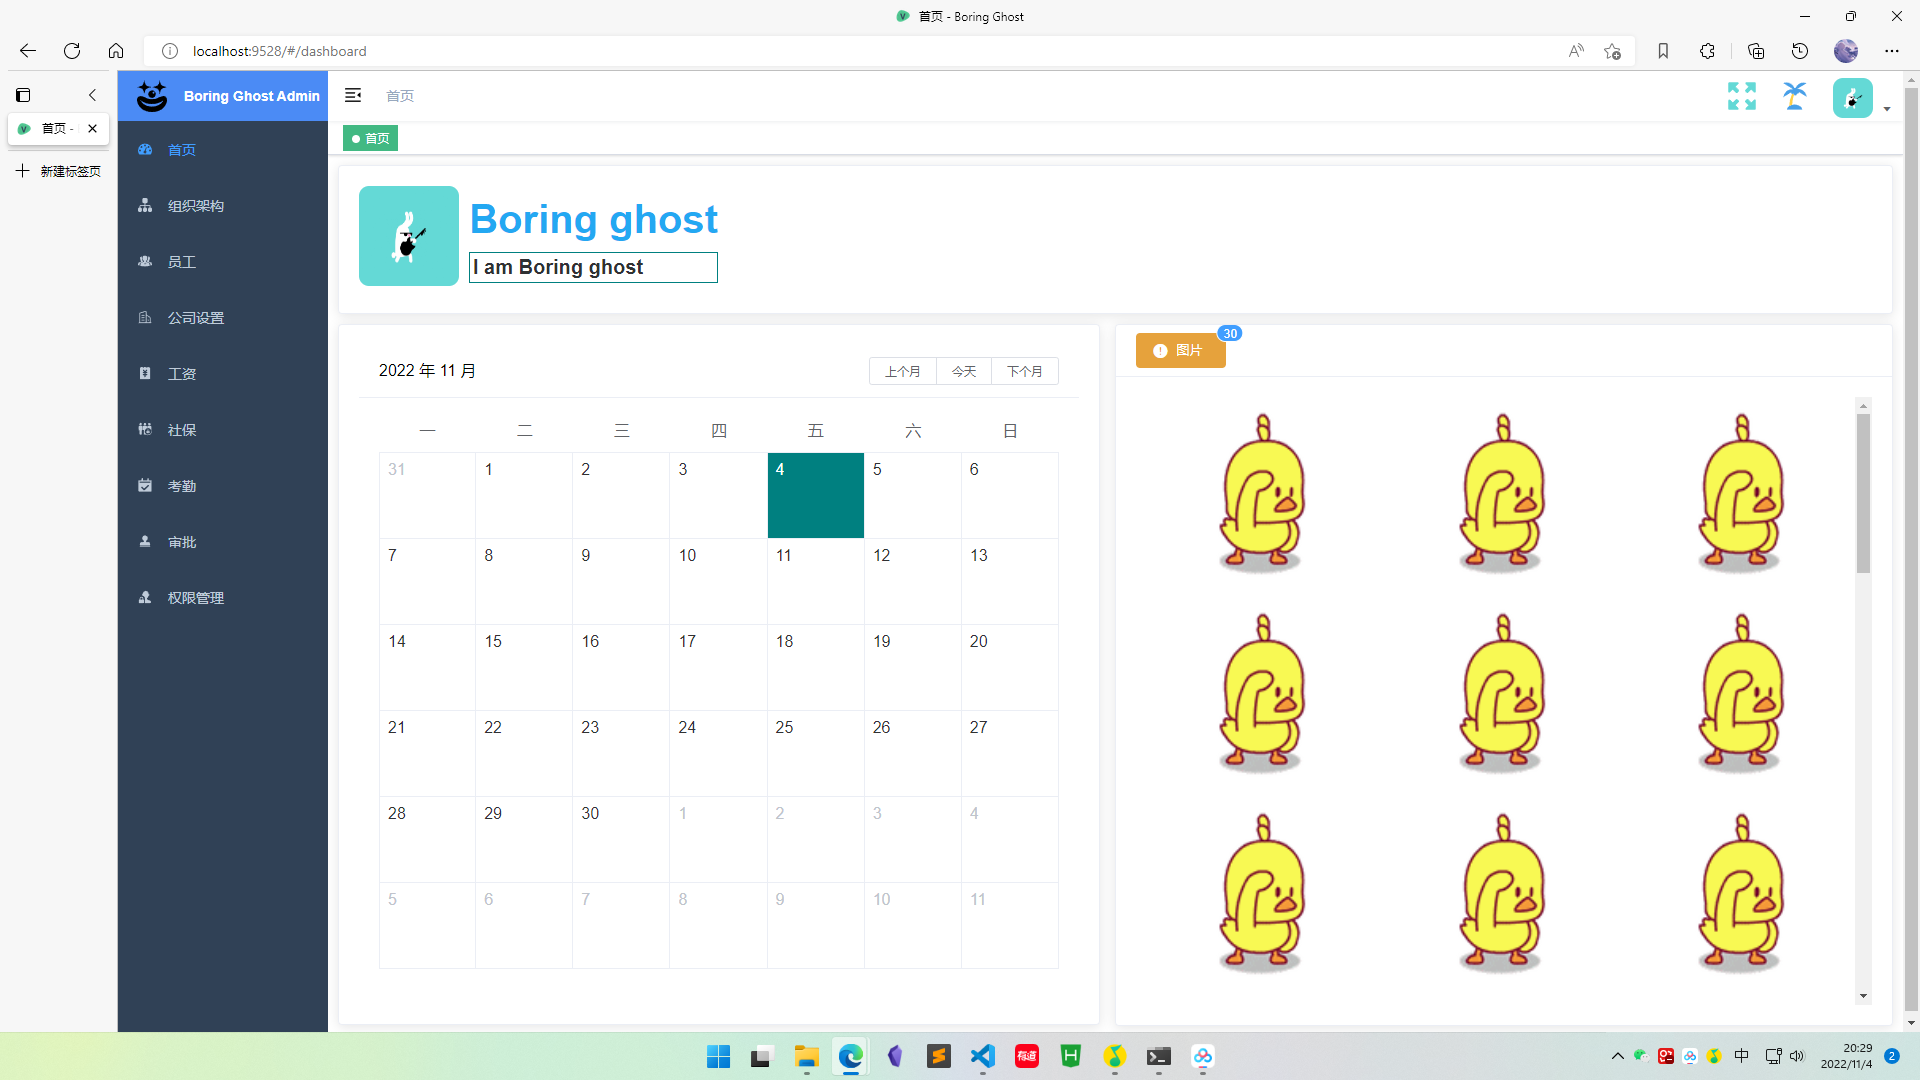 首页 - Boring Ghost
localhost:9528/#/dashboard
首页 -
新建标签页
Boring Ghost Admin
首页
组织架构
员工
公司设置
工资
社保
考勤
审批
权限管理
首页
首页
Boring ghost
I am Boring ghost
2022 年 11 月
上个月 今天 下个月
一 二 三 四 五 六 日
31 1 2 3 4 5 6
7 8 9 10 11 12 13
14 15 16 17 18 19 20
21 22 23 24 25 26 27
28 29 30 1 2 3 4
5 6 7 8 9 10 11
图片 30
有道
中
20:29
2022/11/4
2